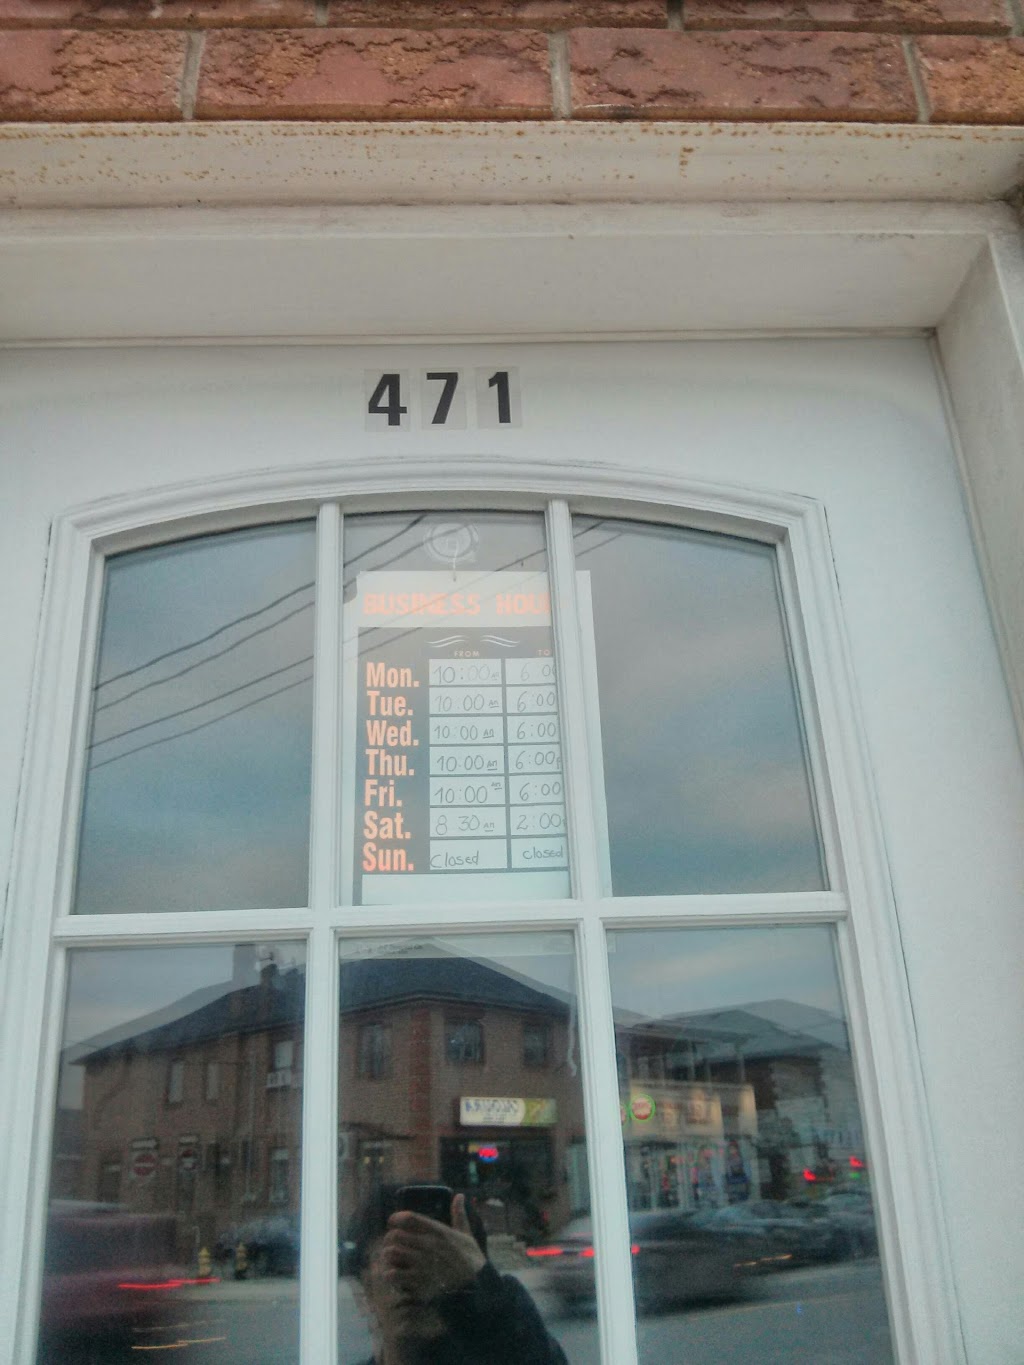 471
BUSINESS HOU
FROM TO
Mon. 10:00 am 6:00
Tue. 10:00 am 6:00
Wed. 10:00 am 6:00
Thu. 10:00 am 6:00p
Fri. 10:00 am 6:00
Sat. 8:30 am 2:00
Sun. Closed Closed